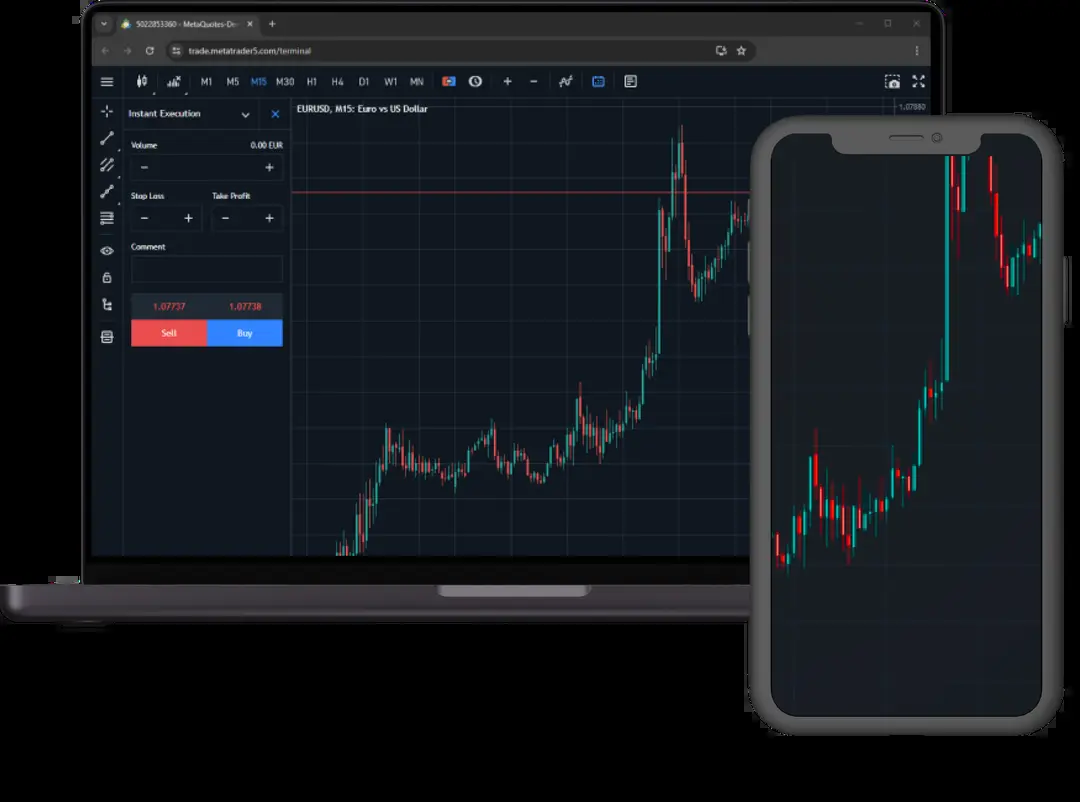 5022853360 - MetaQuotes-De
trade.metatrader5.com/terminal
M1 M5 M15 M30 H1 H4 D1 W1 MN
Instant Execution
EURUSD, M15: Euro vs US Dollar
1.07880
Volume 0.00 EUR
Stop Loss Take Profit
Comment
1.07737 1.07738
Sell Buy